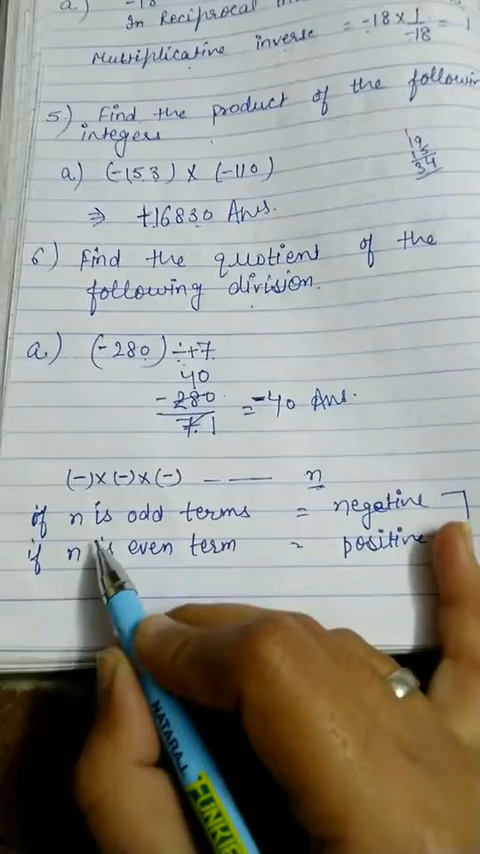 a.) -18
In Reciprocal
Multiplicative inverse = -18 × 1/-18 = 1
5.) Find the product of the
integers
a.) (-153) × (-110)
⇒ +16830 Ans.
6) Find the quotient of the
following division.
a.) (-280) ÷ +7
40
-280/7 1 = -40 Ans.
(-)×(-)×(-) — — n
if n is odd terms = negative
if n is even term = positive
NATARAJ